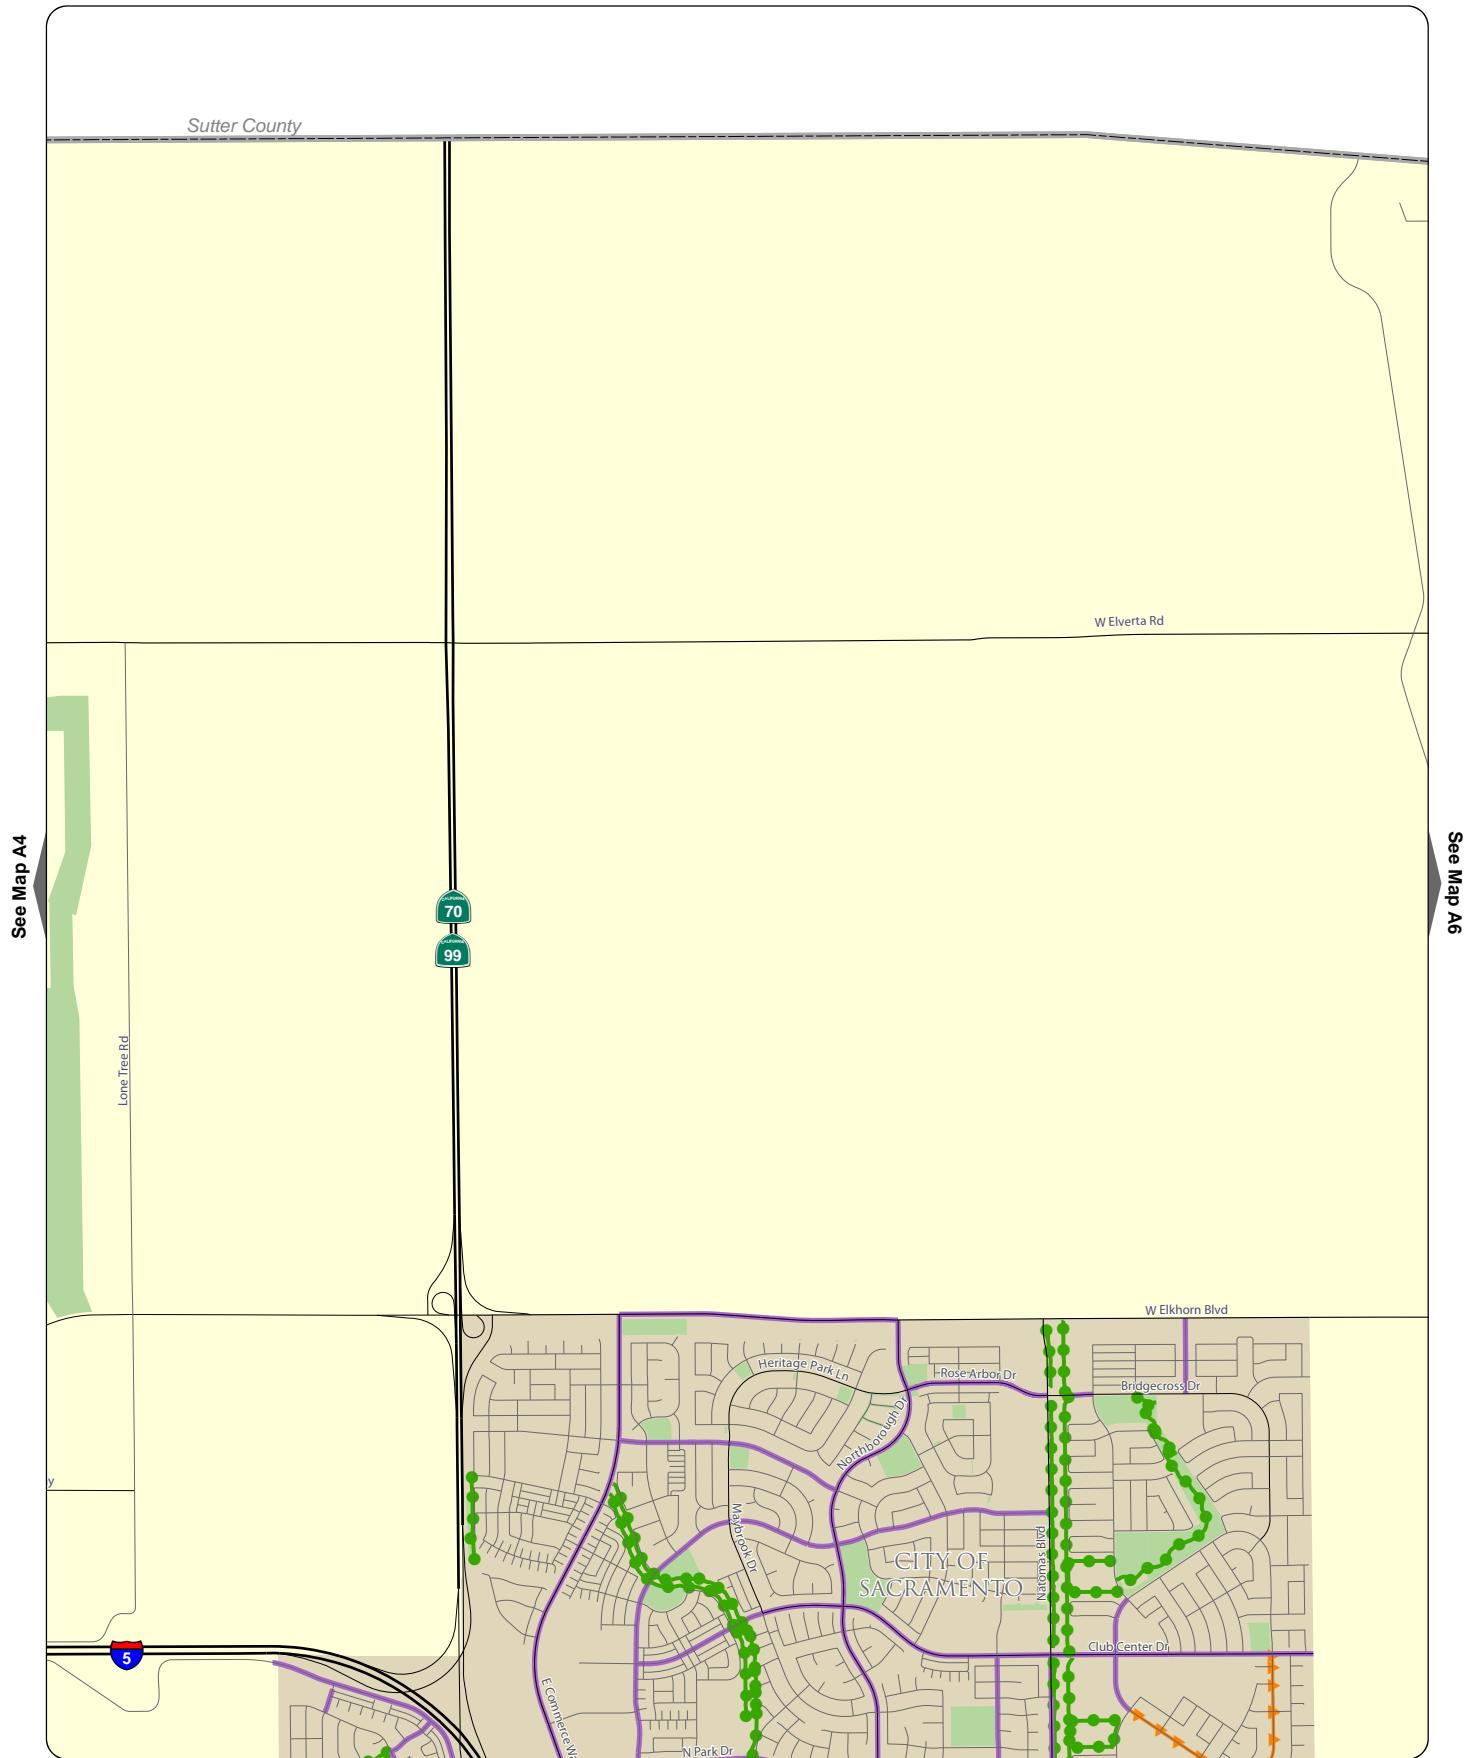 Sutter County
W Elverta Rd
See Map A4
See Map A6
CALIFORNIA
70
CALIFORNIA
99
Lone Tree Rd
W Elkhorn Blvd
Heritage Park Ln
Rose Arbor Dr
Bridgecross Dr
Northborough Dr
y
Maybrook Dr
Natomas Blvd
CITY OF
SACRAMENTO
Club Center Dr
5
E Commerce Wa
N Park Dr